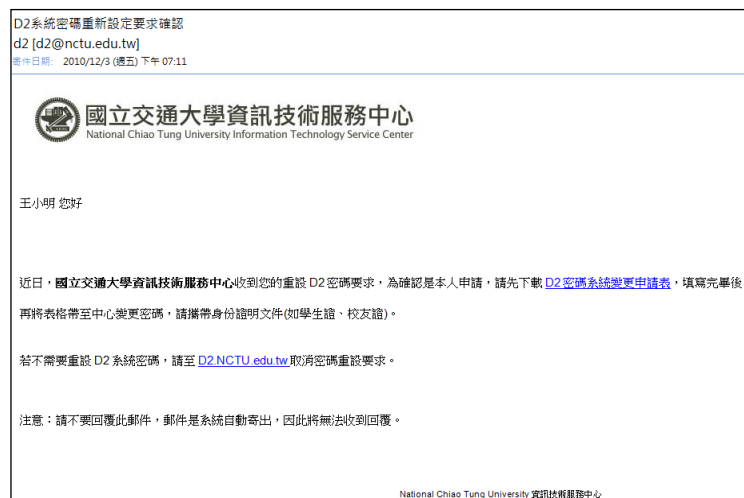 D2系統密碼重新設定要求確認
d2 [d2@nctu.edu.tw]
寄件日期: 2010/12/3 (週五) 下午 07:11
國立交通大學資訊技術服務中心
National Chiao Tung University Information Technology Service Center
王小明 您好
近日，國立交通大學資訊技術服務中心收到您的重設 D2 密碼要求，為確認是本人申請，請先下載 D2 密碼系統變更申請表，填寫完畢後
再將表格帶至中心變更密碼，請攜帶身份證明文件(如學生證、校友證)。
若不需要重設 D2 系統密碼，請至 D2.NCTU.edu.tw 取消密碼重設要求。
注意：請不要回覆此郵件，郵件是系統自動寄出，因此將無法收到回覆。
National Chiao Tung University 資訊技術服務中心